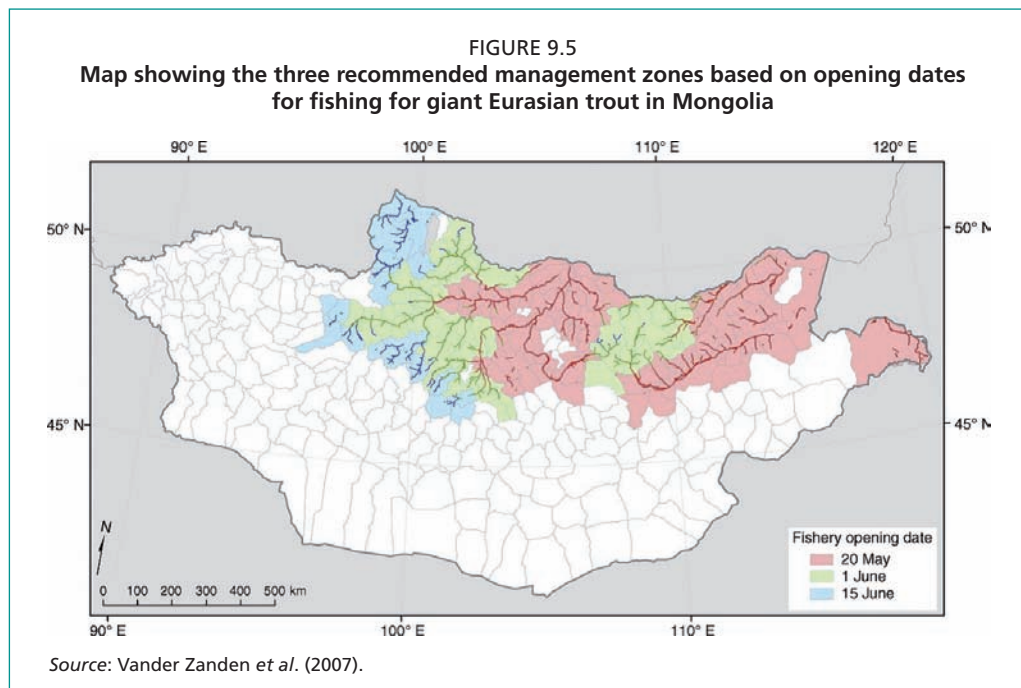 FIGURE 9.5
Map showing the three recommended management zones based on opening dates
for fishing for giant Eurasian trout in Mongolia
90° E
100° E
110° E
120° E
50° N
50° N
45° N
45° N
N
0 100 200 300 400 500 km
Fishery opening date
20 May
1 June
15 June
90° E
100° E
110° E
Source: Vander Zanden et al. (2007).